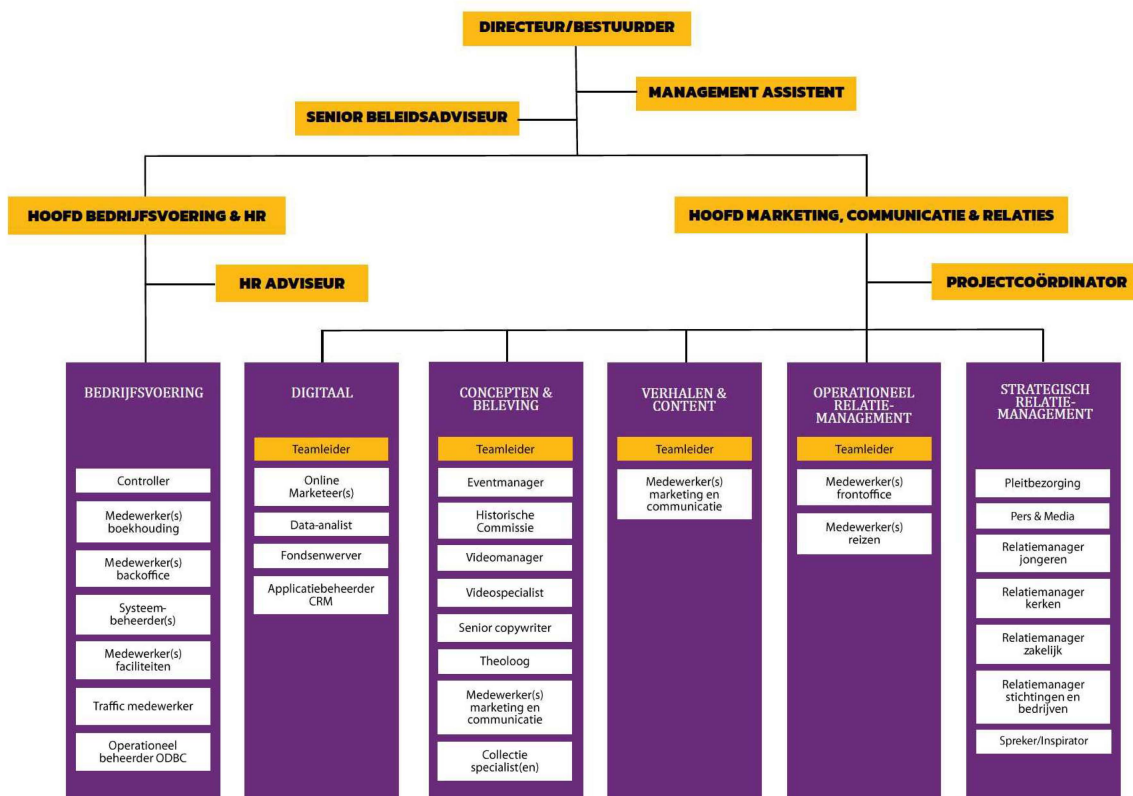 DIRECTEUR/BESTUURDER
MANAGEMENT ASSISTENT
SENIOR BELEIDSADVISEUR
HOOFD BEDRIJFSVOERING & HR
HOOFD MARKETING, COMMUNICATIE & RELATIES
HR ADVISEUR
PROJECTCOÖRDINATOR
BEDRIJFSVOERING
Controller
Medewerker(s)
boekhouding
Medewerker(s)
backoffice
Systeem-
beheerder(s)
Medewerker(s)
faciliteiten
Traffic medewerker
Operationeel
beheerder ODBC
DIGITAAL
Teamleider
Online
Marketeer(s)
Data-analist
Fondsenwerver
Applicatiebeheerder
CRM
CONCEPTEN &
BELEVING
Teamleider
Eventmanager
Historische
Commissie
Videomanager
Videospecialist
Senior copywriter
Theoloog
Medewerker(s)
marketing en
communicatie
Collectie
specialist(en)
VERHALEN &
CONTENT
Teamleider
Medewerker(s)
marketing en
communicatie
OPERATIONEEL
RELATIE-
MANAGEMENT
Teamleider
Medewerker(s)
frontoffice
Medewerker(s)
reizen
STRATEGISCH
RELATIE-
MANAGEMENT
Pleitbezorging
Pers & Media
Relatiemanager
jongeren
Relatiemanager
kerken
Relatiemanager
zakelijk
Relatiemanager
stichtingen en
bedrijven
Spreker/Inspirator